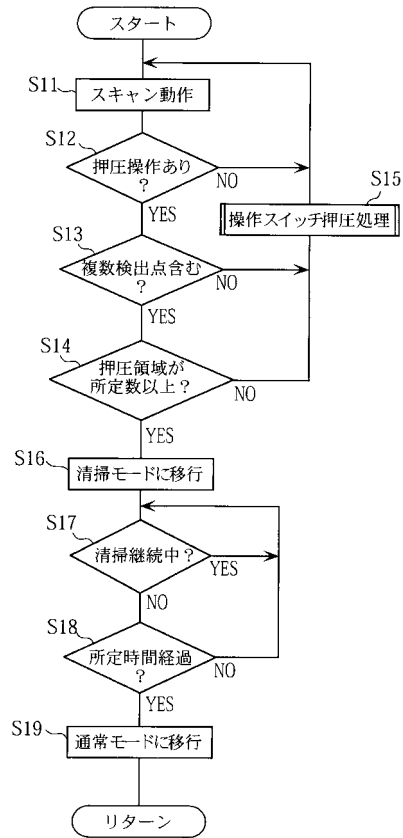 スタート
S11
スキャン動作
S12
押圧操作あり
?
NO
YES
S15
操作スイッチ押圧処理
S13
複数検出点含む
?
NO
YES
S14
押圧領域が
所定数以上?
NO
YES
S16
清掃モードに移行
S17
清掃継続中?
YES
NO
S18
所定時間経過
?
NO
YES
S19
通常モードに移行
リターン